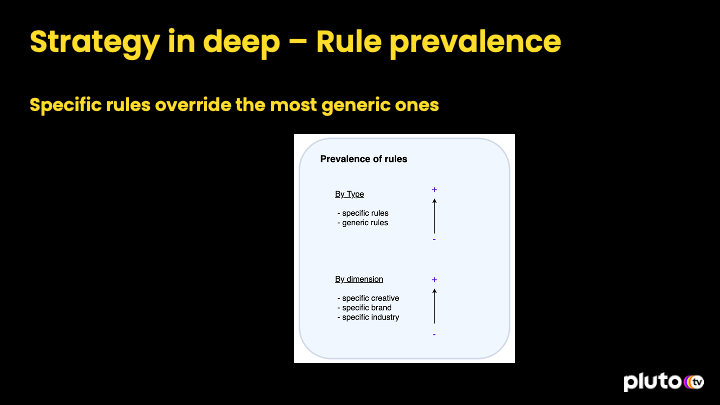 Strategy in deep – Rule prevalence
Specific rules override the most generic ones
Prevalence of rules
By Type
+
- specific rules
- generic rules
-
By dimension
+
- specific creative
- specific brand
- specific industry
-
pluto tv